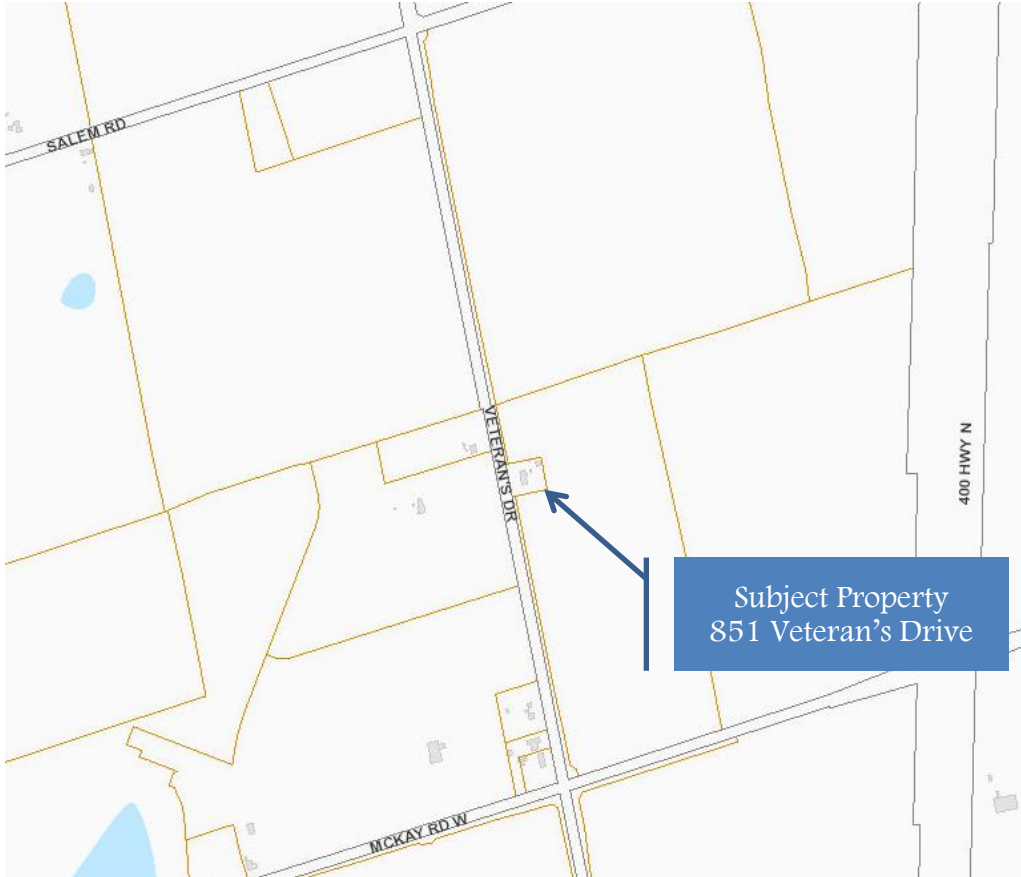 SALEM RD
VETERAN'S DR
400 HWY N
Subject Property
851 Veteran's Drive
MCKAY RD W